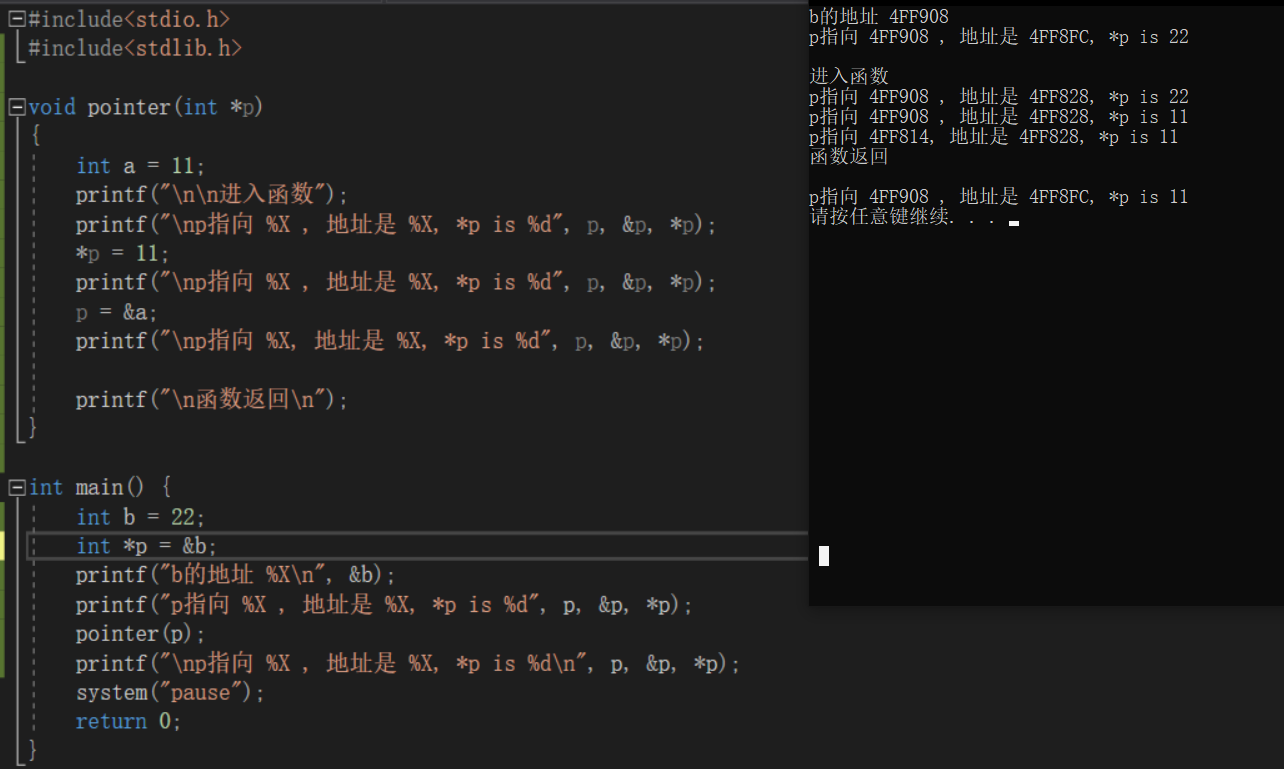 #include<stdio.h>
#include<stdlib.h>
void pointer(int *p)
{
int a = 11;
printf("\n\n进入函数");
printf("\np指向 %X , 地址是 %X, *p is %d", p, &p, *p);
*p = 11;
printf("\np指向 %X , 地址是 %X, *p is %d", p, &p, *p);
p = &a;
printf("\np指向 %X, 地址是 %X, *p is %d", p, &p, *p);
printf("\n函数返回\n");
}
int main() {
int b = 22;
int *p = &b;
printf("b的地址 %X\n", &b);
printf("p指向 %X , 地址是 %X, *p is %d", p, &p, *p);
pointer(p);
printf("\np指向 %X , 地址是 %X, *p is %d\n", p, &p, *p);
system("pause");
return 0;
}
b的地址 4FF908
p指向 4FF908 , 地址是 4FF8FC, *p is 22
进入函数
p指向 4FF908 , 地址是 4FF828, *p is 22
p指向 4FF908 , 地址是 4FF828, *p is 11
p指向 4FF814, 地址是 4FF828, *p is 11
函数返回
p指向 4FF908 , 地址是 4FF8FC, *p is 11
请按任意键继续. . .